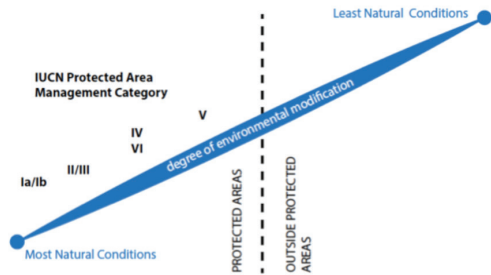 Least Natural Conditions
IUCN Protected Area
Management Category
V
IV
VI
II/III
Ia/Ib
degree of environmental modification
PROTECTED AREAS
OUTSIDE PROTECTED
AREAS
Most Natural Conditions